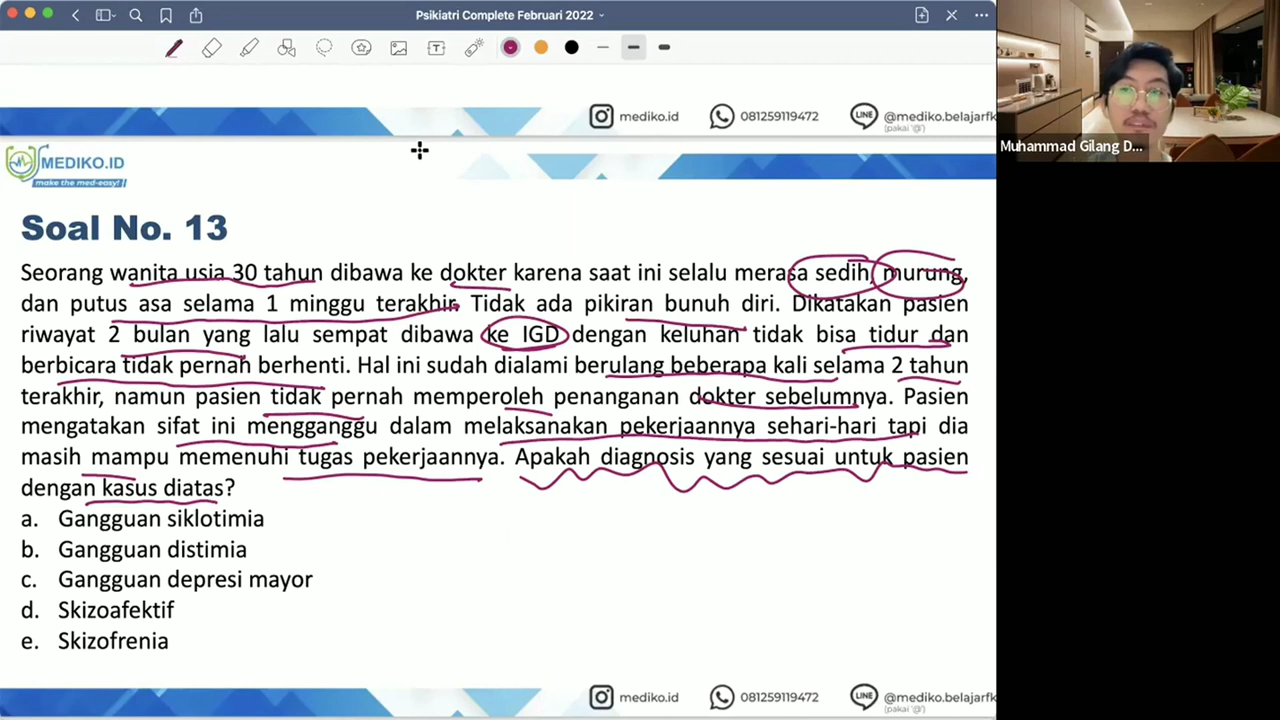 Psikiatri Complete Februari 2022
mediko.id
081259119472
@mediko.belajarfk
(pakai '@')
MEDIKO.ID
make the med-easy!
Muhammad Gilang D...
Soal No. 13
Seorang wanita usia 30 tahun dibawa ke dokter karena saat ini selalu merasa sedih, murung,
dan putus asa selama 1 minggu terakhir. Tidak ada pikiran bunuh diri. Dikatakan pasien
riwayat 2 bulan yang lalu sempat dibawa ke IGD dengan keluhan tidak bisa tidur dan
berbicara tidak pernah berhenti. Hal ini sudah dialami berulang beberapa kali selama 2 tahun
terakhir, namun pasien tidak pernah memperoleh penanganan dokter sebelumnya. Pasien
mengatakan sifat ini mengganggu dalam melaksanakan pekerjaannya sehari-hari tapi dia
masih mampu memenuhi tugas pekerjaannya. Apakah diagnosis yang sesuai untuk pasien
dengan kasus diatas?
a. Gangguan siklotimia
b. Gangguan distimia
c. Gangguan depresi mayor
d. Skizoafektif
e. Skizofrenia
mediko.id
081259119472
@mediko.belajarfk
(pakai '@')